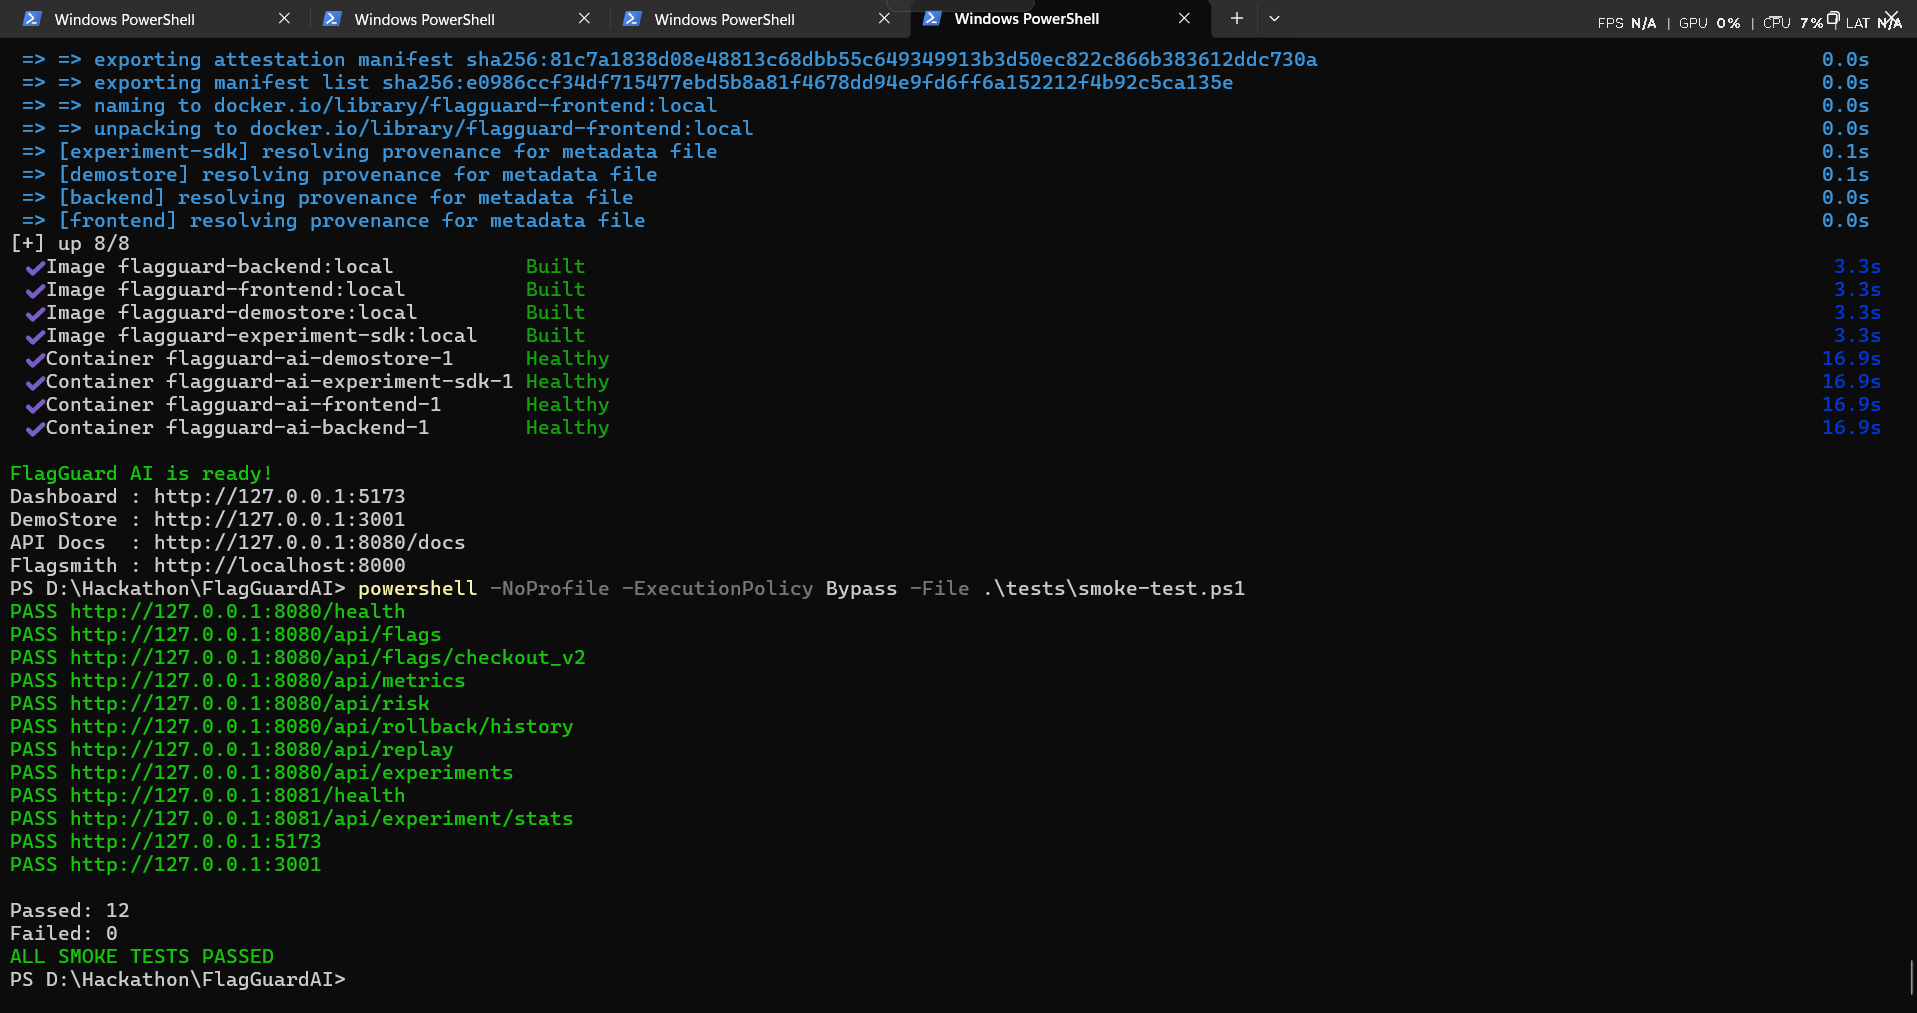 Windows PowerShell Windows PowerShell Windows PowerShell Windows PowerShell
FPS N/A | GPU 0% | CPU 7% | LAT N/A
=> => exporting attestation manifest sha256:81c7a1838d08e48813c68dbb55c649349913b3d50ec822c866b383612ddc730a 0.0s
=> => exporting manifest list sha256:e0986ccf34df715477ebd5b8a81f4678dd94e9fd6ff6a152212f4b92c5ca135e 0.0s
=> => naming to docker.io/library/flagguard-frontend:local 0.0s
=> => unpacking to docker.io/library/flagguard-frontend:local 0.0s
=> [experiment-sdk] resolving provenance for metadata file 0.1s
=> [demostore] resolving provenance for metadata file 0.1s
=> [backend] resolving provenance for metadata file 0.0s
=> [frontend] resolving provenance for metadata file 0.0s
[+] up 8/8
✔Image flagguard-backend:local Built 3.3s
✔Image flagguard-frontend:local Built 3.3s
✔Image flagguard-demostore:local Built 3.3s
✔Image flagguard-experiment-sdk:local Built 3.3s
✔Container flagguard-ai-demostore-1 Healthy 16.9s
✔Container flagguard-ai-experiment-sdk-1 Healthy 16.9s
✔Container flagguard-ai-frontend-1 Healthy 16.9s
✔Container flagguard-ai-backend-1 Healthy 16.9s
FlagGuard AI is ready!
Dashboard : http://127.0.0.1:5173
DemoStore : http://127.0.0.1:3001
API Docs  : http://127.0.0.1:8080/docs
Flagsmith : http://localhost:8000
PS D:\Hackathon\FlagGuardAI> powershell -NoProfile -ExecutionPolicy Bypass -File .\tests\smoke-test.ps1
PASS http://127.0.0.1:8080/health
PASS http://127.0.0.1:8080/api/flags
PASS http://127.0.0.1:8080/api/flags/checkout_v2
PASS http://127.0.0.1:8080/api/metrics
PASS http://127.0.0.1:8080/api/risk
PASS http://127.0.0.1:8080/api/rollback/history
PASS http://127.0.0.1:8080/api/replay
PASS http://127.0.0.1:8080/api/experiments
PASS http://127.0.0.1:8081/health
PASS http://127.0.0.1:8081/api/experiment/stats
PASS http://127.0.0.1:5173
PASS http://127.0.0.1:3001
Passed: 12
Failed: 0
ALL SMOKE TESTS PASSED
PS D:\Hackathon\FlagGuardAI>